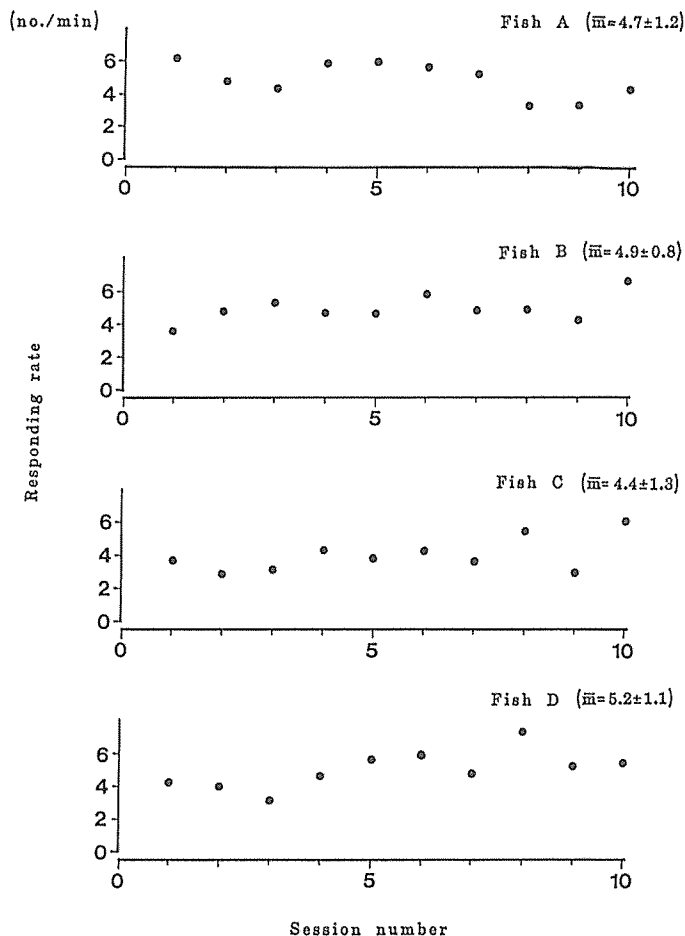 (no./min)
Fish A (m̅=4.7±1.2)
6
4
2
0
0 5 10
Fish B (m̅=4.9±0.8)
6
4
2
0
0 5 10
Responding rate
Fish C (m̅=4.4±1.3)
6
4
2
0
0 5 10
Fish D (m̅=5.2±1.1)
6
4
2
0
0 5 10
Session number